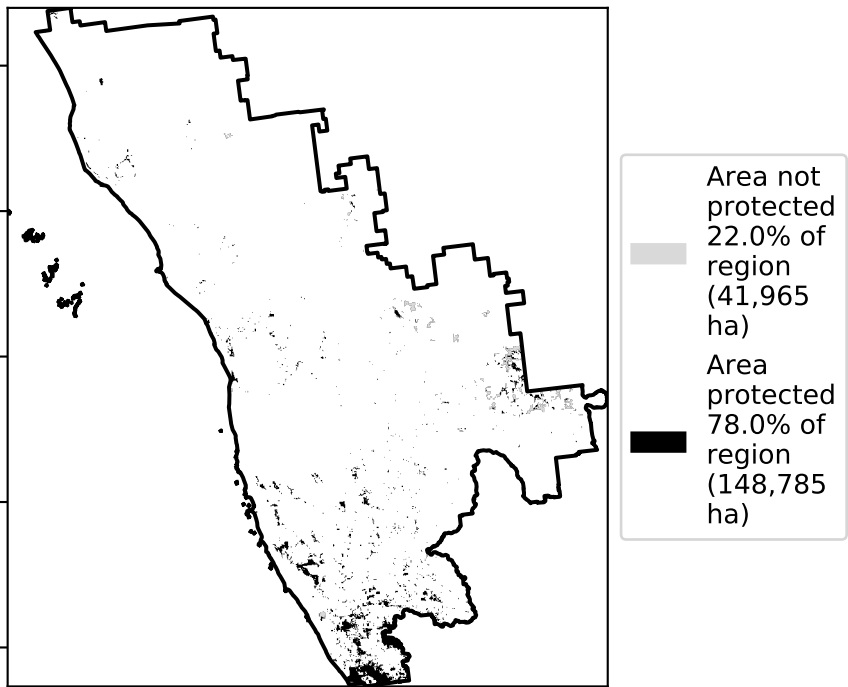 Area not
protected
22.0% of
region
(41,965
ha)
Area
protected
78.0% of
region
(148,785
ha)